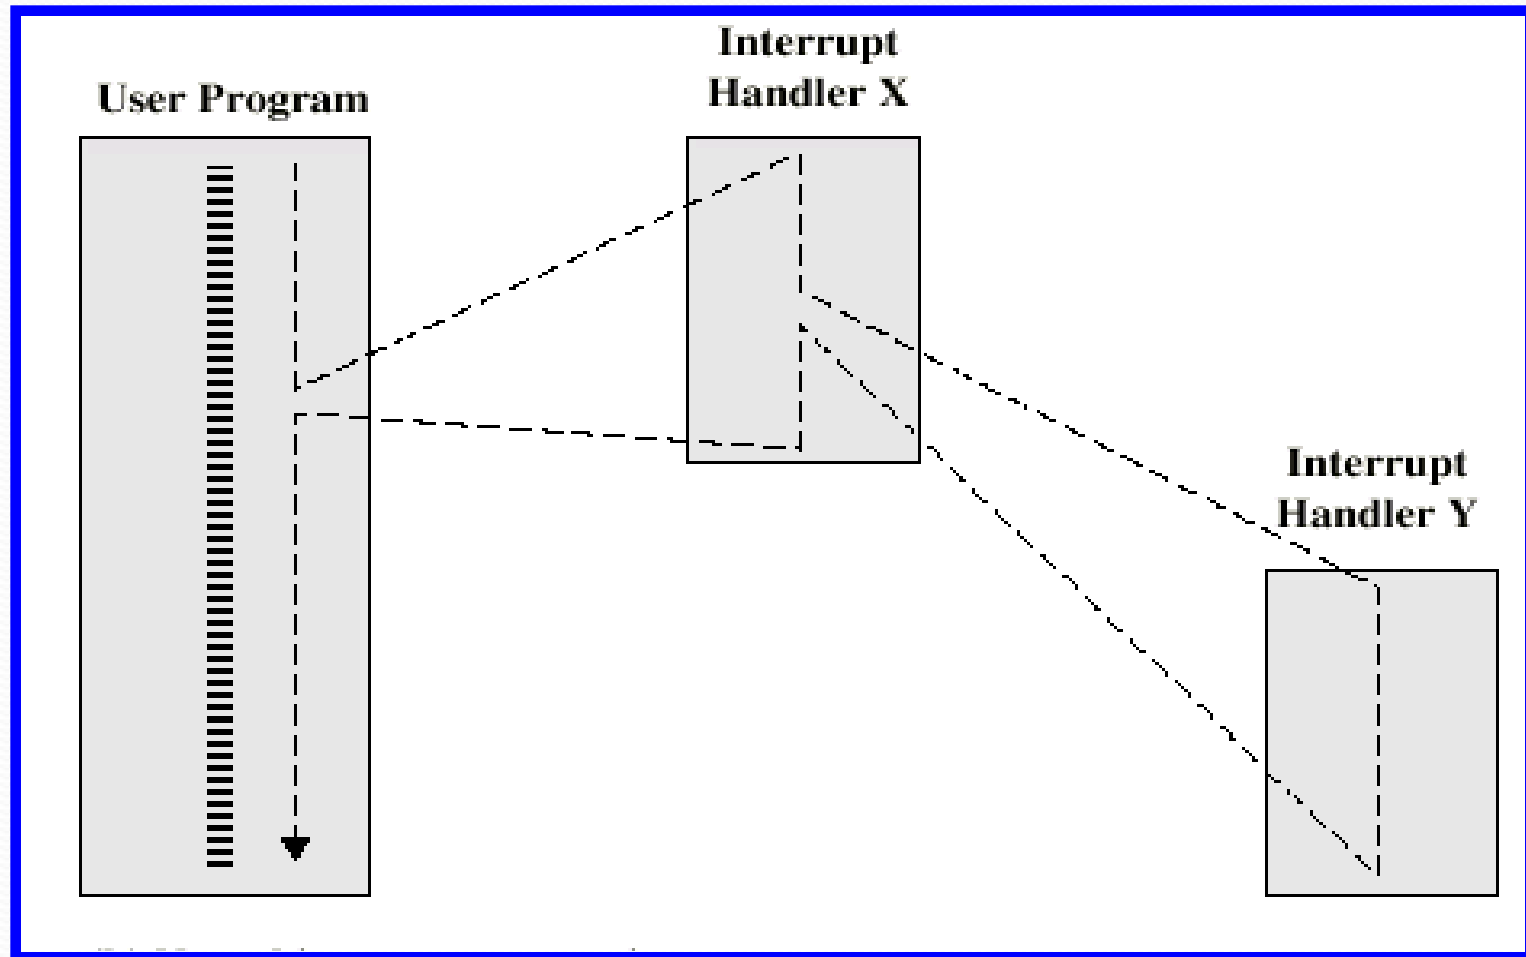 Interrupt
Handler X
User Program
Interrupt
Handler Y